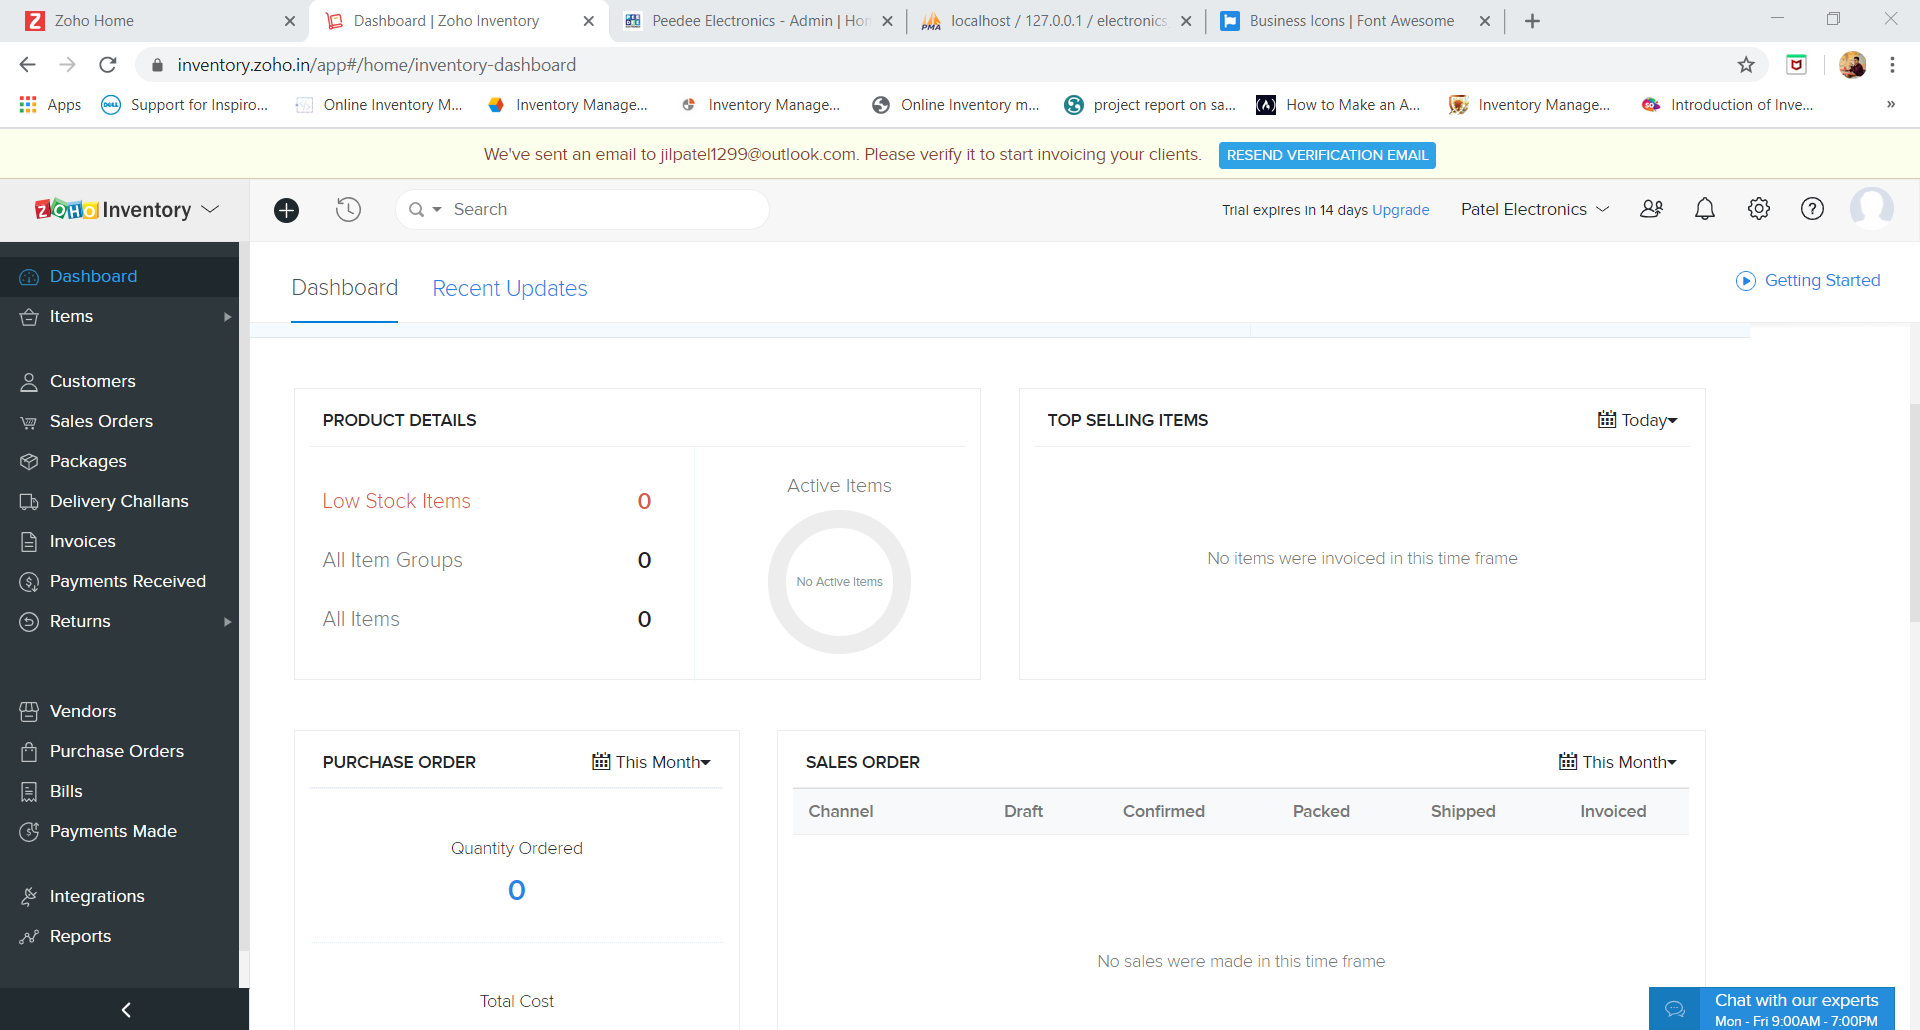 Zoho Home
Dashboard | Zoho Inventory
Peedee Electronics - Admin | Hor
localhost / 127.0.0.1 / electronics
Business Icons | Font Awesome
inventory.zoho.in/app#/home/inventory-dashboard
Apps
Support for Inspiro...
Online Inventory M...
Inventory Manage...
Inventory Manage...
Online Inventory m...
project report on sa...
How to Make an A...
Inventory Manage...
Introduction of Inve...
»
We've sent an email to jilpatel1299@outlook.com. Please verify it to start invoicing your clients.
RESEND VERIFICATION EMAIL
ZOHO Inventory
Search
Trial expires in 14 days Upgrade
Patel Electronics
Dashboard
Items
Customers
Sales Orders
Packages
Delivery Challans
Invoices
Payments Received
Returns
Vendors
Purchase Orders
Bills
Payments Made
Integrations
Reports
Dashboard
Recent Updates
Getting Started
PRODUCT DETAILS
Low Stock Items 0
All Item Groups 0
All Items 0
Active Items
No Active Items
TOP SELLING ITEMS
Today
No items were invoiced in this time frame
PURCHASE ORDER
This Month
Quantity Ordered
0
Total Cost
SALES ORDER
This Month
Channel Draft Confirmed Packed Shipped Invoiced
No sales were made in this time frame
Chat with our experts
Mon - Fri 9:00AM - 7:00PM